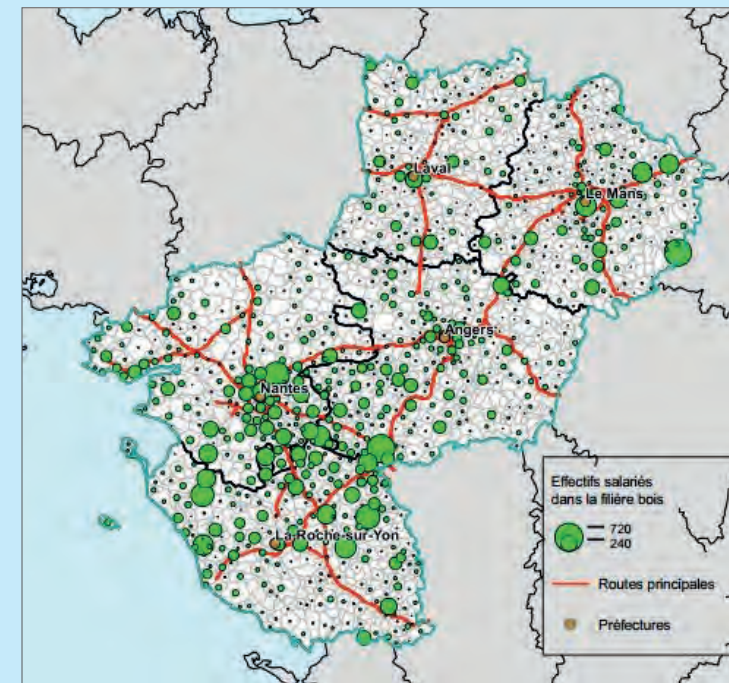 Laval
Le Mans
Angers
Nantes
La Roche-sur-Yon
Effectifs salariés
dans la filière bois
720
240
Routes principales
Préfectures